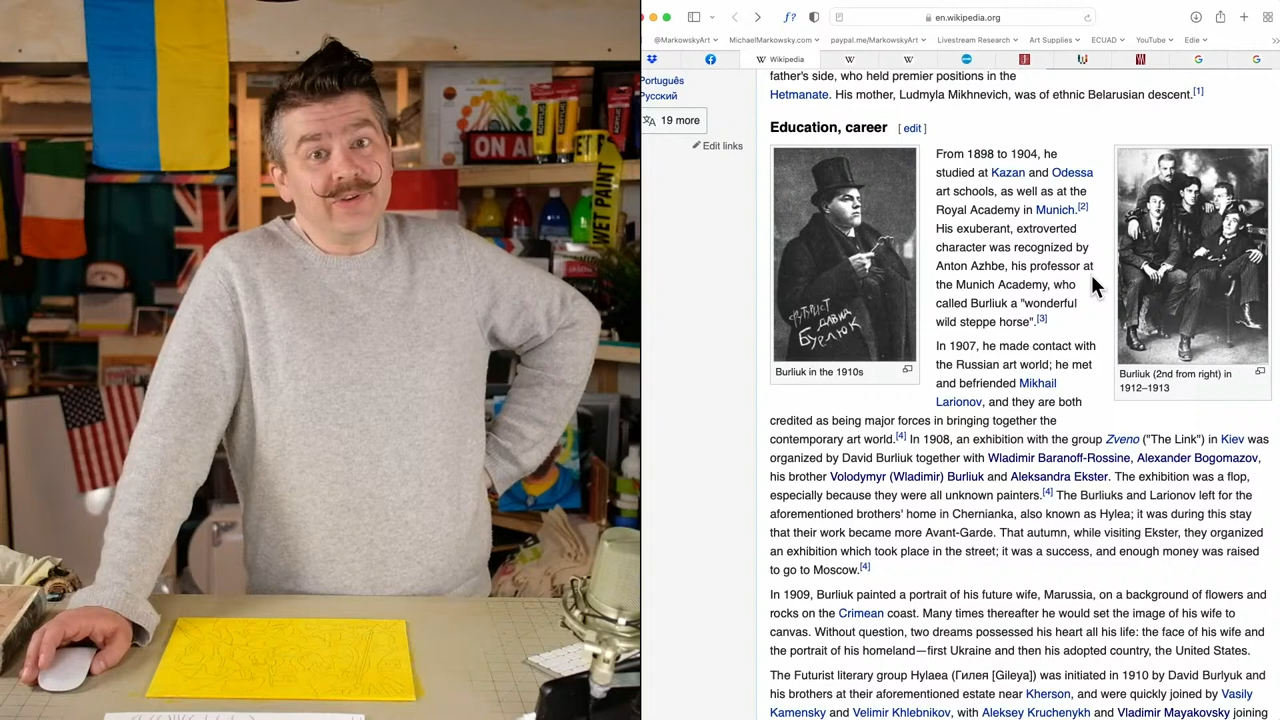 ON AI
ACRYLIC
ACRYLIC
WET PAINT
en.wikipedia.org
@MarkowskyArt
MichaelMarkowsky.com
paypal.me/MarkowskyArt
Livestream Research
Art Supplies
ECUAD
YouTube
Edie
Wikipedia
Português
Русский
19 more
Edit links
father's side, who held premier positions in the
Hetmanate. His mother, Ludmyla Mikhnevich, was of ethnic Belarusian descent.[1]
Education, career [ edit ]
Burliuk in the 1910s
ФУТУРИСТ
ДАВИД
БУРЛЮК
From 1898 to 1904, he
studied at Kazan and Odessa
art schools, as well as at the
Royal Academy in Munich.[2]
His exuberant, extroverted
character was recognized by
Anton Azhbe, his professor at
the Munich Academy, who
called Burliuk a "wonderful
wild steppe horse".[3]
In 1907, he made contact with
the Russian art world; he met
and befriended Mikhail
Larionov, and they are both
Burliuk (2nd from right) in
1912–1913
credited as being major forces in bringing together the
contemporary art world.[4] In 1908, an exhibition with the group Zveno ("The Link") in Kiev was
organized by David Burliuk together with Wladimir Baranoff-Rossine, Alexander Bogomazov,
his brother Volodymyr (Wladimir) Burliuk and Aleksandra Ekster. The exhibition was a flop,
especially because they were all unknown painters.[4] The Burliuks and Larionov left for the
aforementioned brothers' home in Chernianka, also known as Hylea; it was during this stay
that their work became more Avant-Garde. That autumn, while visiting Ekster, they organized
an exhibition which took place in the street; it was a success, and enough money was raised
to go to Moscow.[4]
In 1909, Burliuk painted a portrait of his future wife, Marussia, on a background of flowers and
rocks on the Crimean coast. Many times thereafter he would set the image of his wife to
canvas. Without question, two dreams possessed his heart all his life: the face of his wife and
the portrait of his homeland—first Ukraine and then his adopted country, the United States.
The Futurist literary group Hylaea (Гилея [Gileya]) was initiated in 1910 by David Burlyuk and
his brothers at their aforementioned estate near Kherson, and were quickly joined by Vasily
Kamensky and Velimir Khlebnikov, with Aleksey Kruchenykh and Vladimir Mayakovsky joining